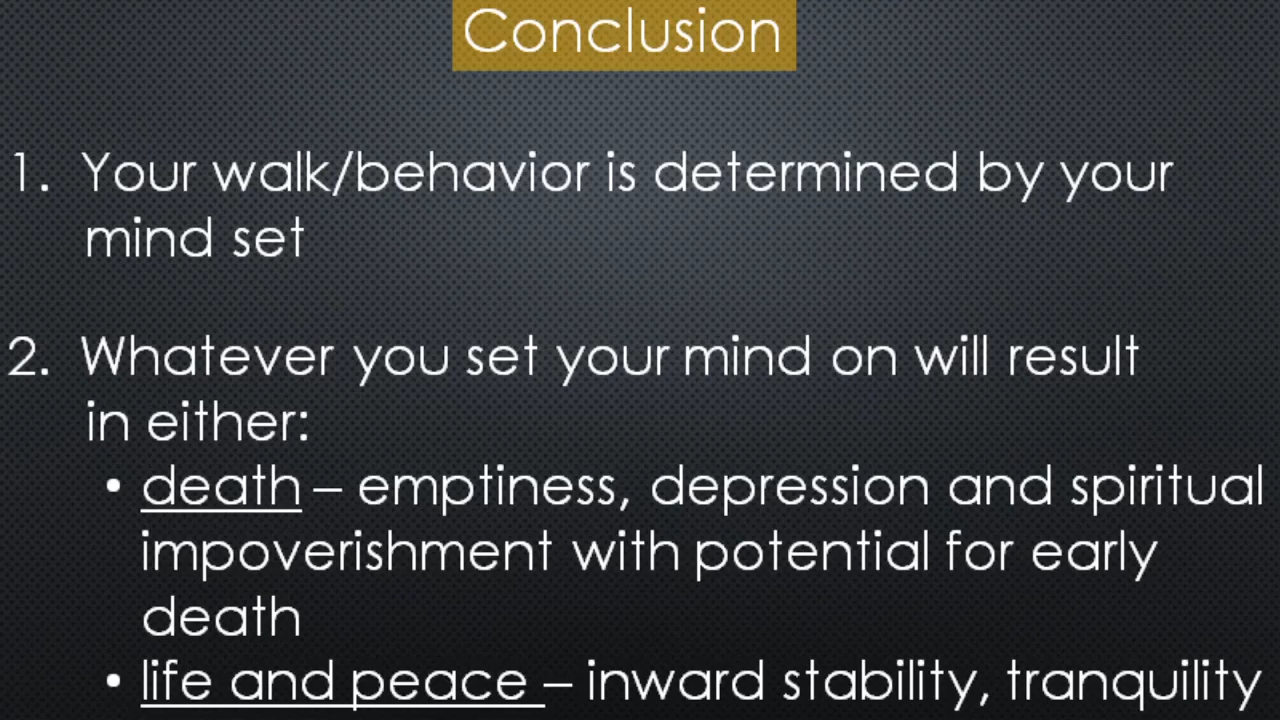 Conclusion
1. Your walk/behavior is determined by your
mind set
2. Whatever you set your mind on will result
in either:
• death – emptiness, depression and spiritual
impoverishment with potential for early
death
• life and peace – inward stability, tranquility